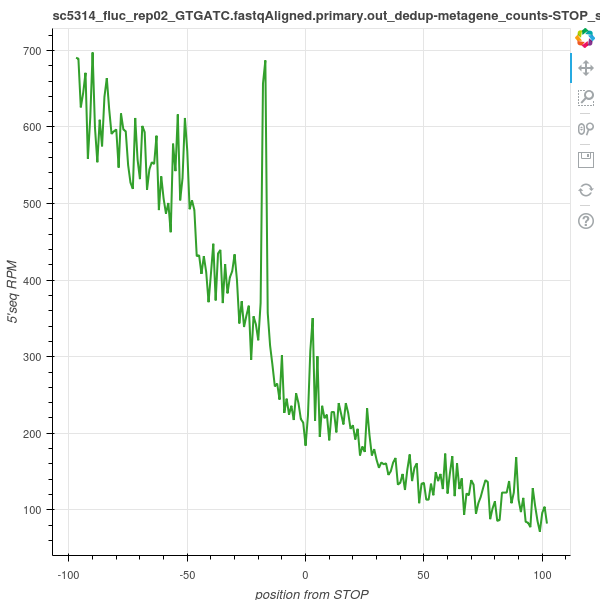 sc5314_fluc_rep02_GTGATC.fastqAligned.primary.out_dedup-metagene_counts-STOP_s
700
600
500
400
300
200
100
5'seq RPM
-100 -50 0 50 100
position from STOP